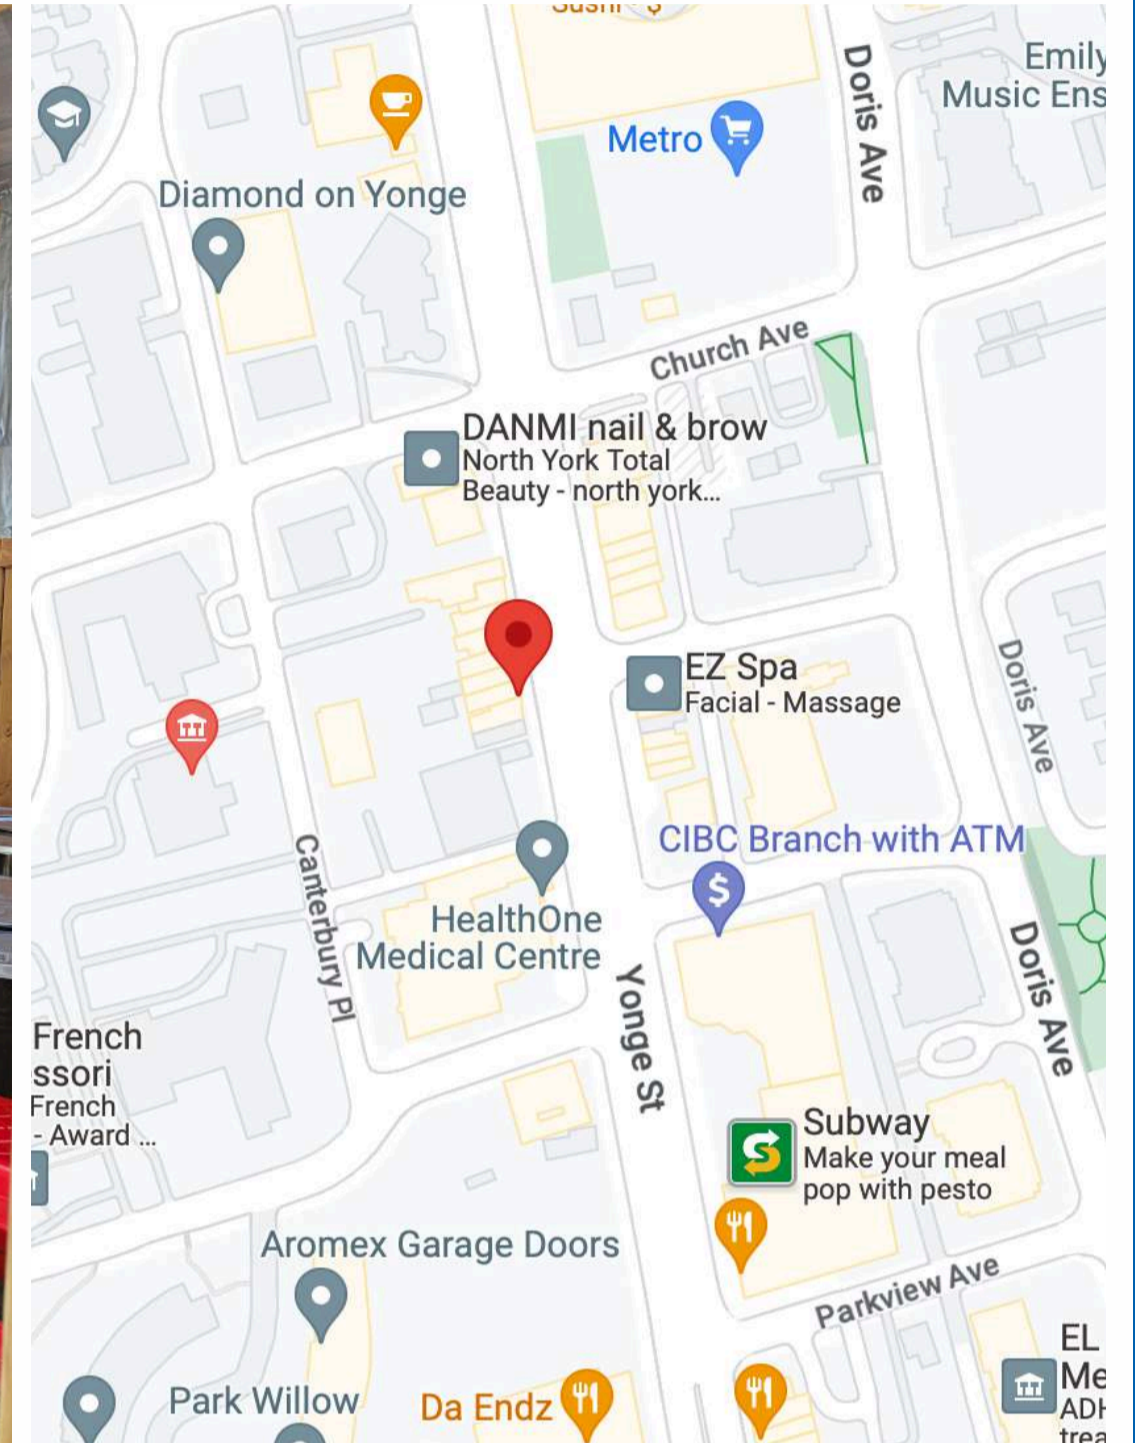 Sushi · $
Emily
Music Ens
Doris Ave
Metro
Diamond on Yonge
Church Ave
DANMI nail & brow
North York Total
Beauty - north york...
EZ Spa
Facial - Massage
Doris Ave
CIBC Branch with ATM
Canterbury Pl
HealthOne
Medical Centre
Yonge St
Doris Ave
French
ssori
French
- Award ...
Subway
Make your meal
pop with pesto
Aromex Garage Doors
Parkview Ave
EL
Me
ADH
trea
Park Willow
Da Endz